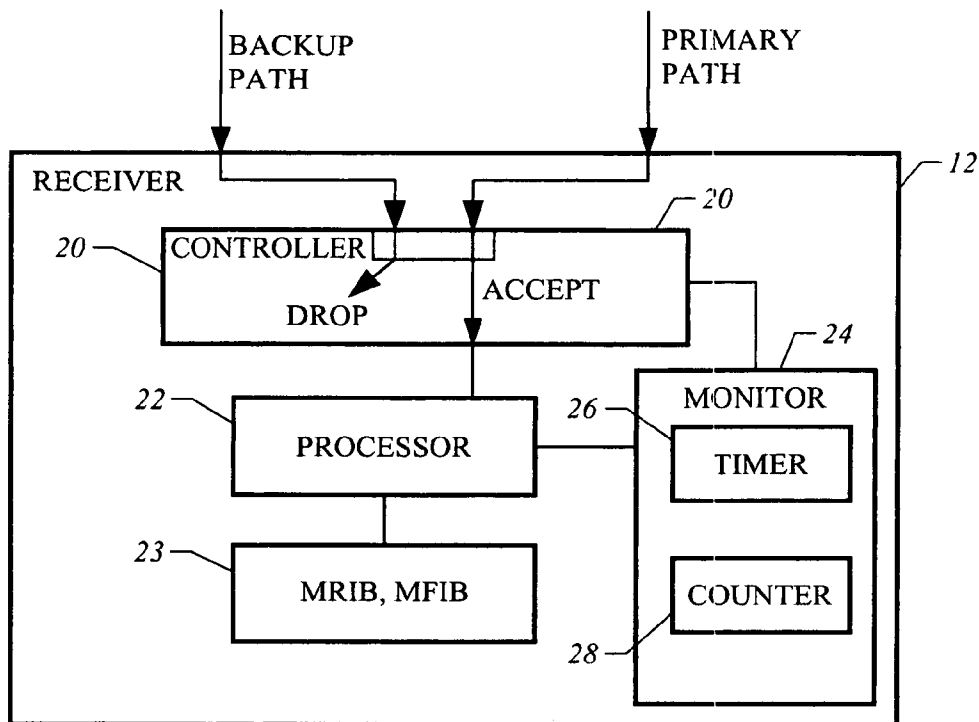 BACKUP
PATH
PRIMARY
PATH
12
RECEIVER
20
20
CONTROLLER
DROP
ACCEPT
24
22
MONITOR
26
PROCESSOR
TIMER
23
MRIB, MFIB
COUNTER
28